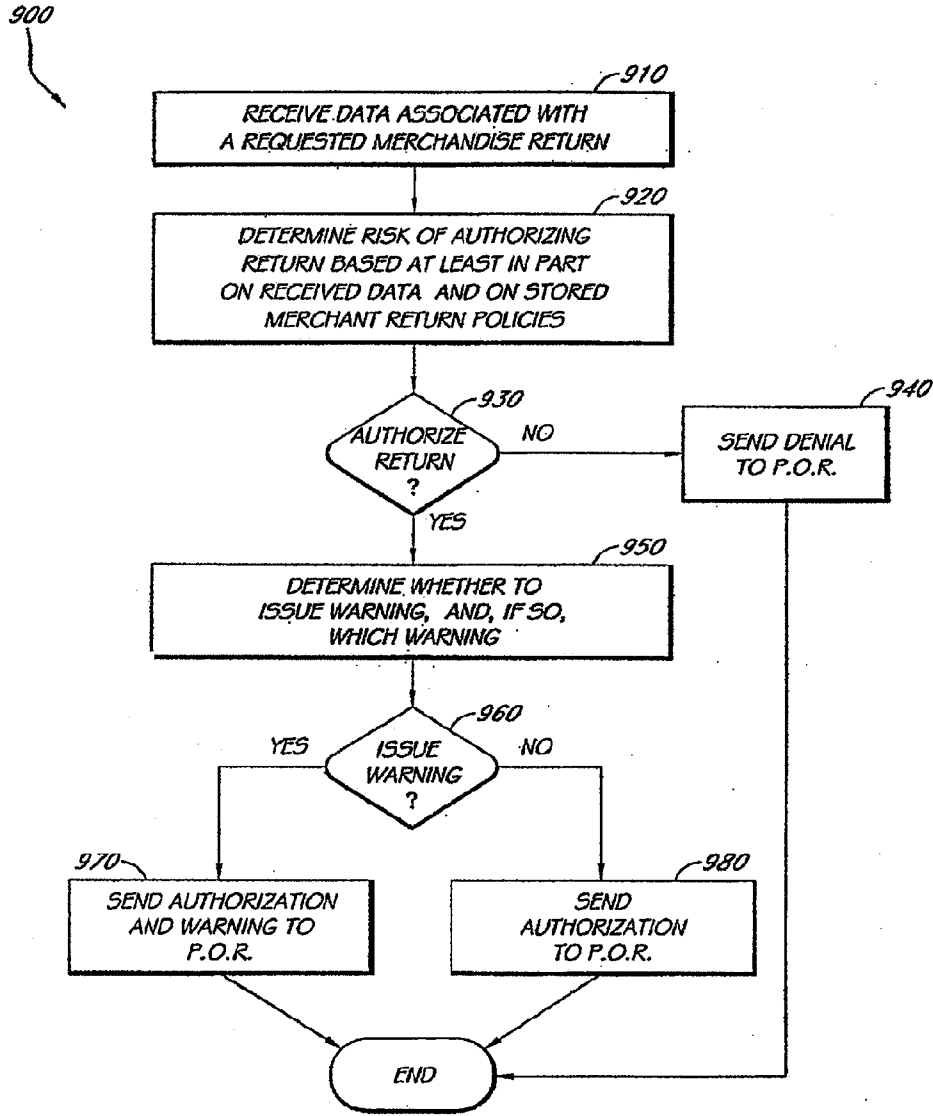 900
910
RECEIVE DATA ASSOCIATED WITH
A REQUESTED MERCHANDISE RETURN
920
DETERMINE RISK OF AUTHORIZING
RETURN BASED AT LEAST IN PART
ON RECEIVED DATA AND ON STORED
MERCHANT RETURN POLICIES
930
AUTHORIZE
RETURN
?
NO
YES
940
SEND DENIAL
TO P.O.R.
950
DETERMINE WHETHER TO
ISSUE WARNING, AND, IF SO,
WHICH WARNING
960
ISSUE
WARNING
?
YES
NO
970
SEND AUTHORIZATION
AND WARNING TO
P.O.R.
980
SEND
AUTHORIZATION
TO P.O.R.
END